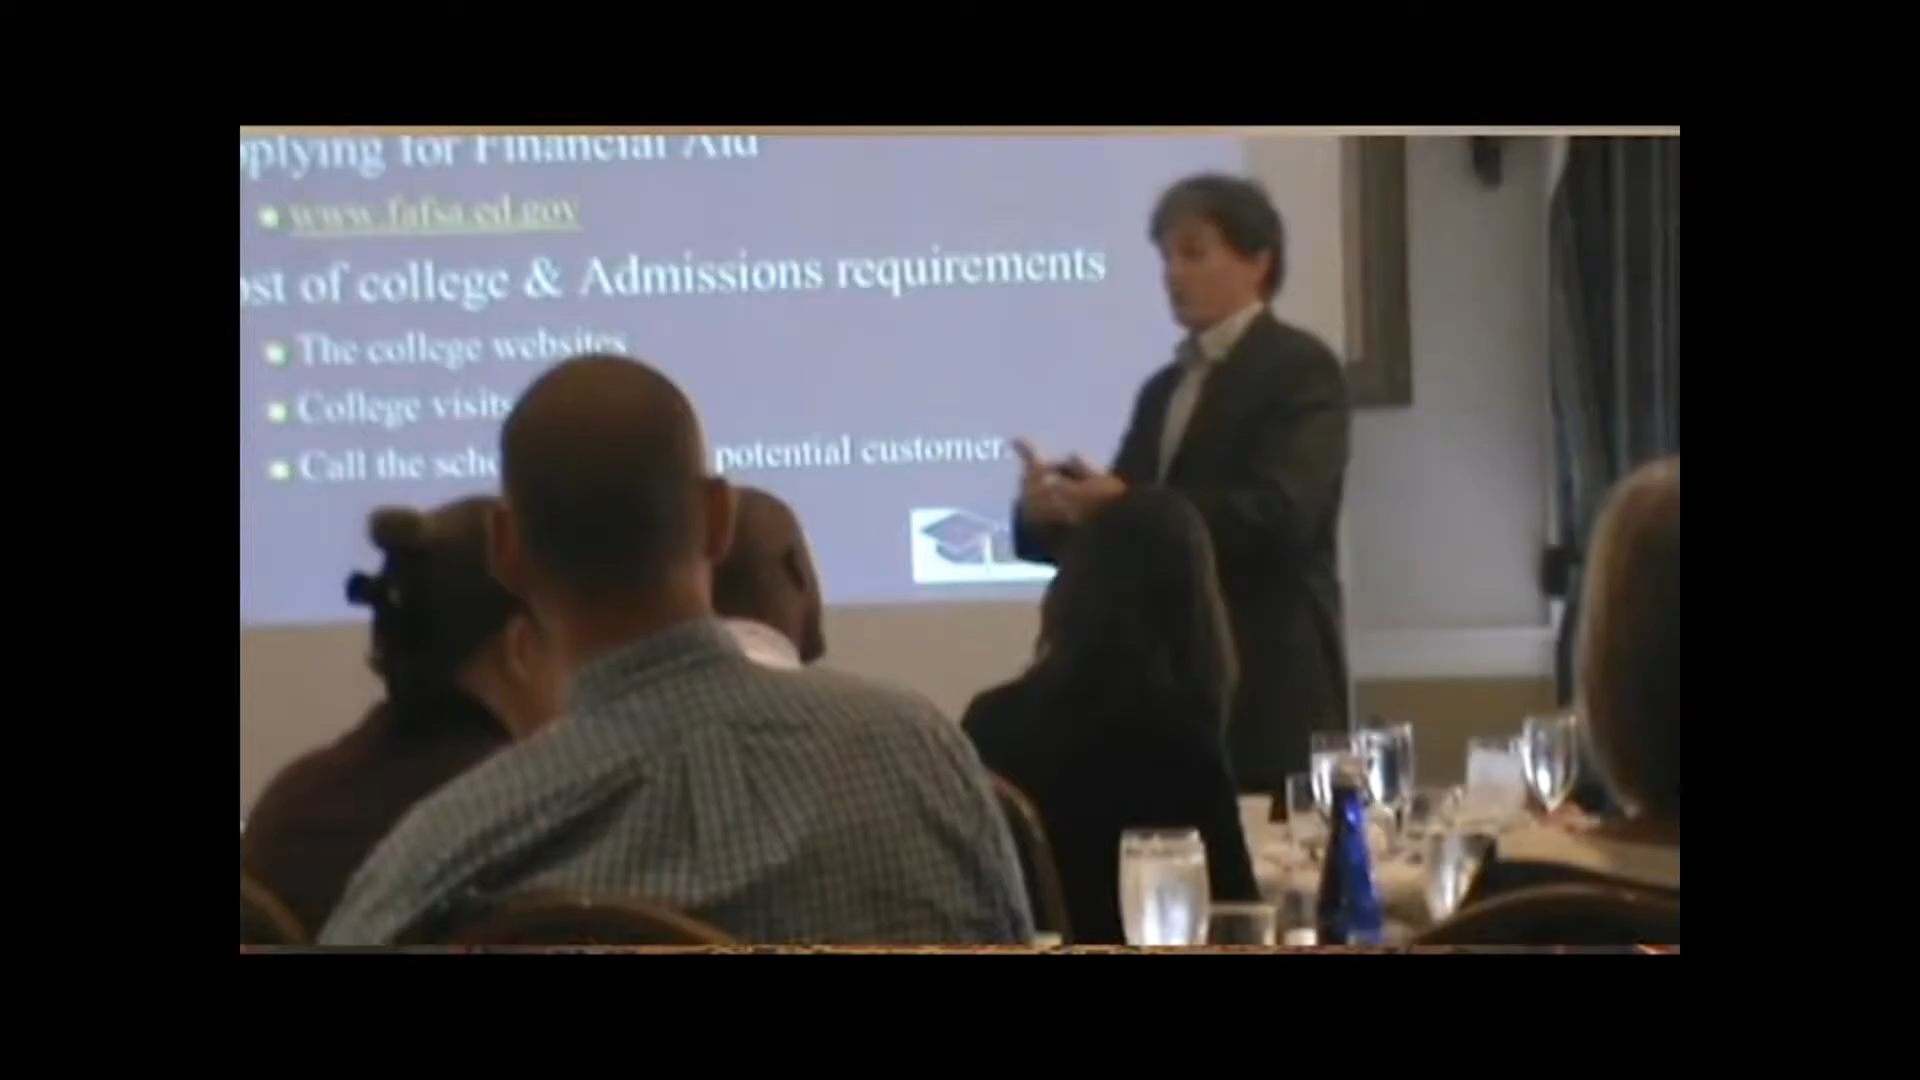 pplying for Financial Aid
www.fafsa.ed.gov
ost of college & Admissions requirements
The college websites
College visits
Call the scho potential customer.